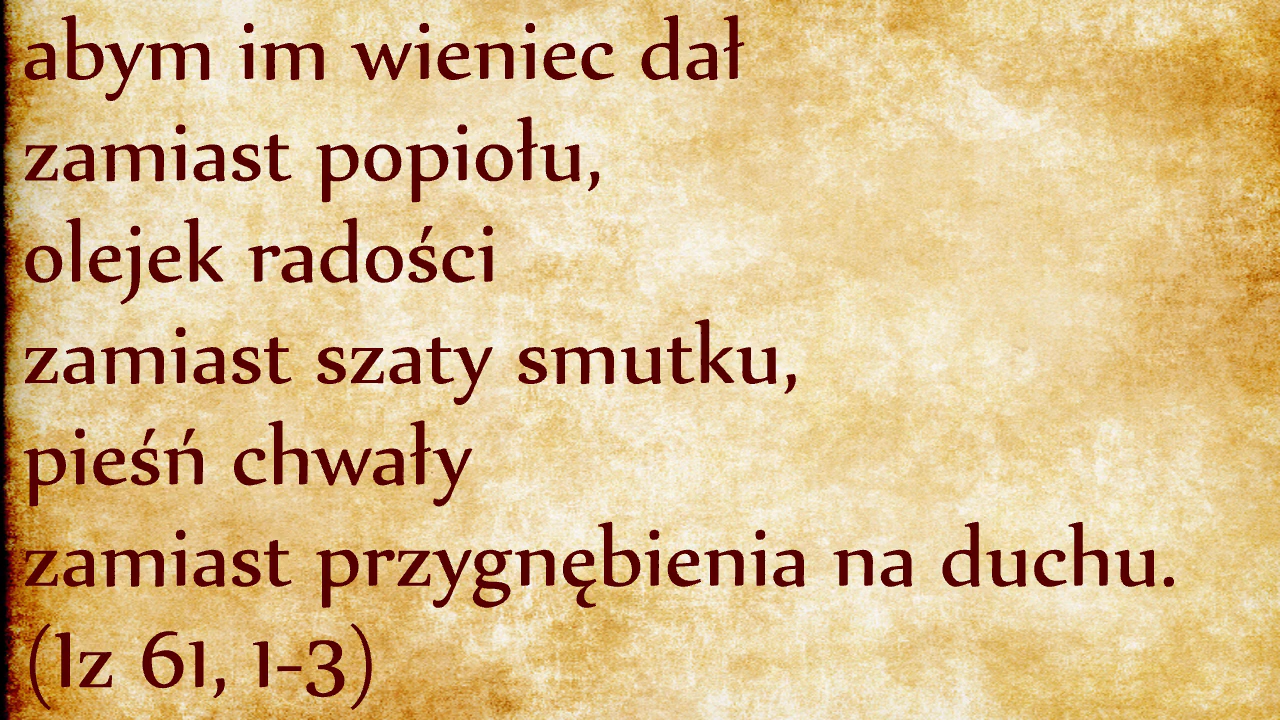 abym im wieniec dał
zamiast popiołu,
olejek radości
zamiast szaty smutku,
pieśń chwały
zamiast przygnębienia na duchu.
(Iz 61, 1-3)